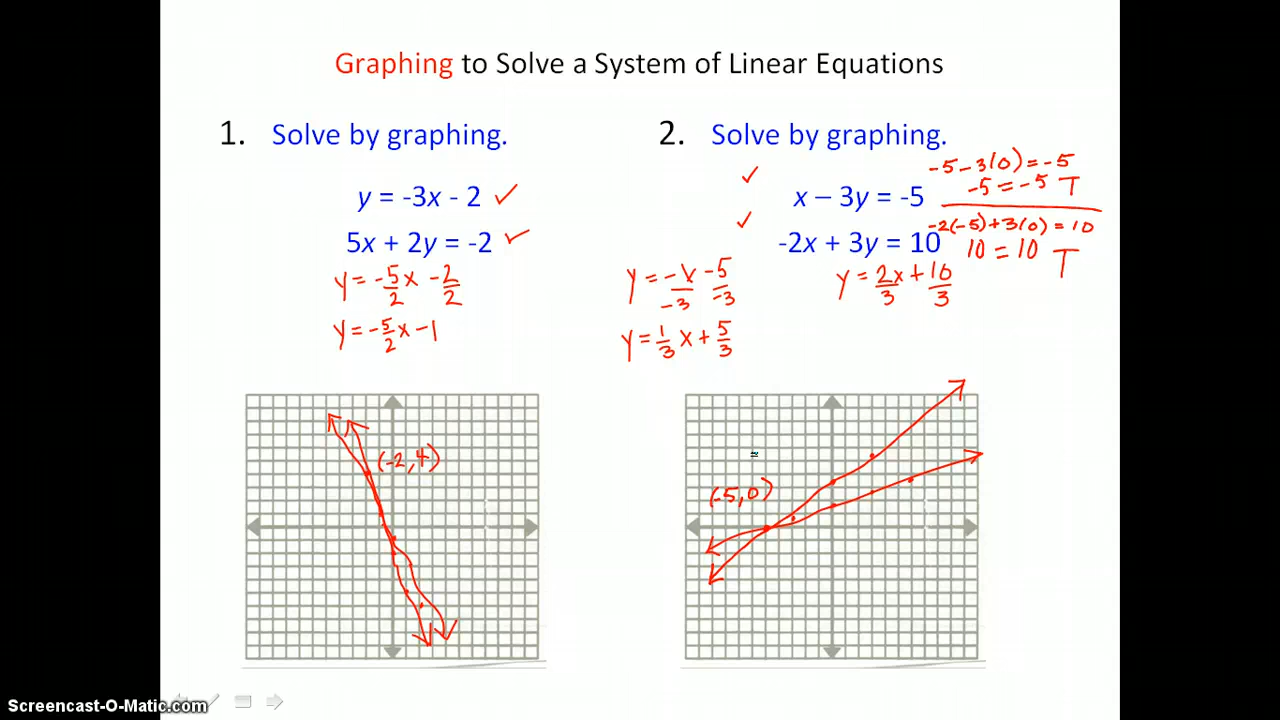 Graphing to Solve a System of Linear Equations
1. Solve by graphing.
y = -3x - 2 ✓
5x + 2y = -2 ✓
y = -5/2 x - 2/2
y = -5/2 x - 1
(-2,4)
2. Solve by graphing.
✓ x – 3y = -5
✓ -2x + 3y = 10
-5 - 3(0) = -5
-5 = -5 T
-2(-5) + 3(0) = 10
10 = 10 T
y = -x/-3 -5/-3
y = 1/3 x + 5/3
y = 2x/3 + 10/3
(-5,0)
Screencast-O-Matic.com